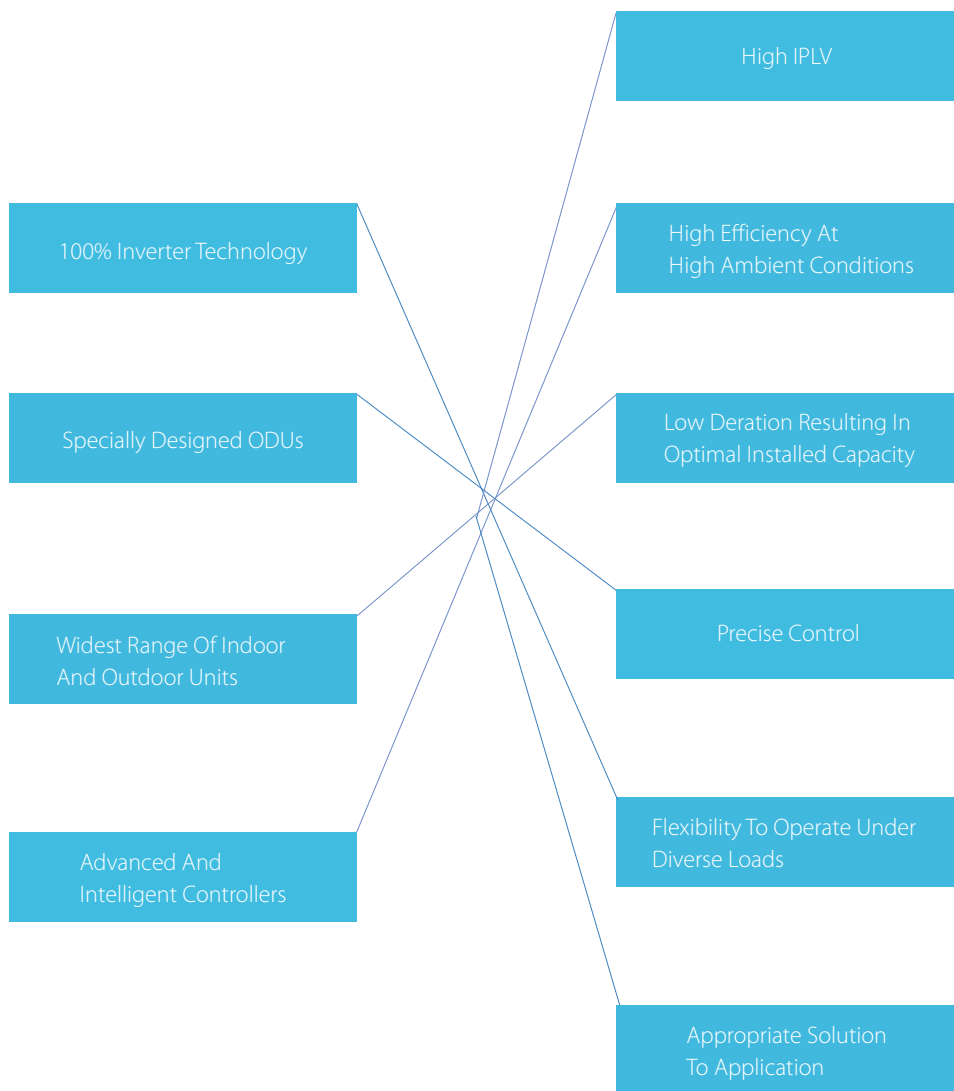 100% Inverter Technology
Specially Designed ODUs
Widest Range Of Indoor
And Outdoor Units
Advanced And
Intelligent Controllers
High IPLV
High Efficiency At
High Ambient Conditions
Low Deration Resulting In
Optimal Installed Capacity
Precise Control
Flexibility To Operate Under
Diverse Loads
Appropriate Solution
To Application